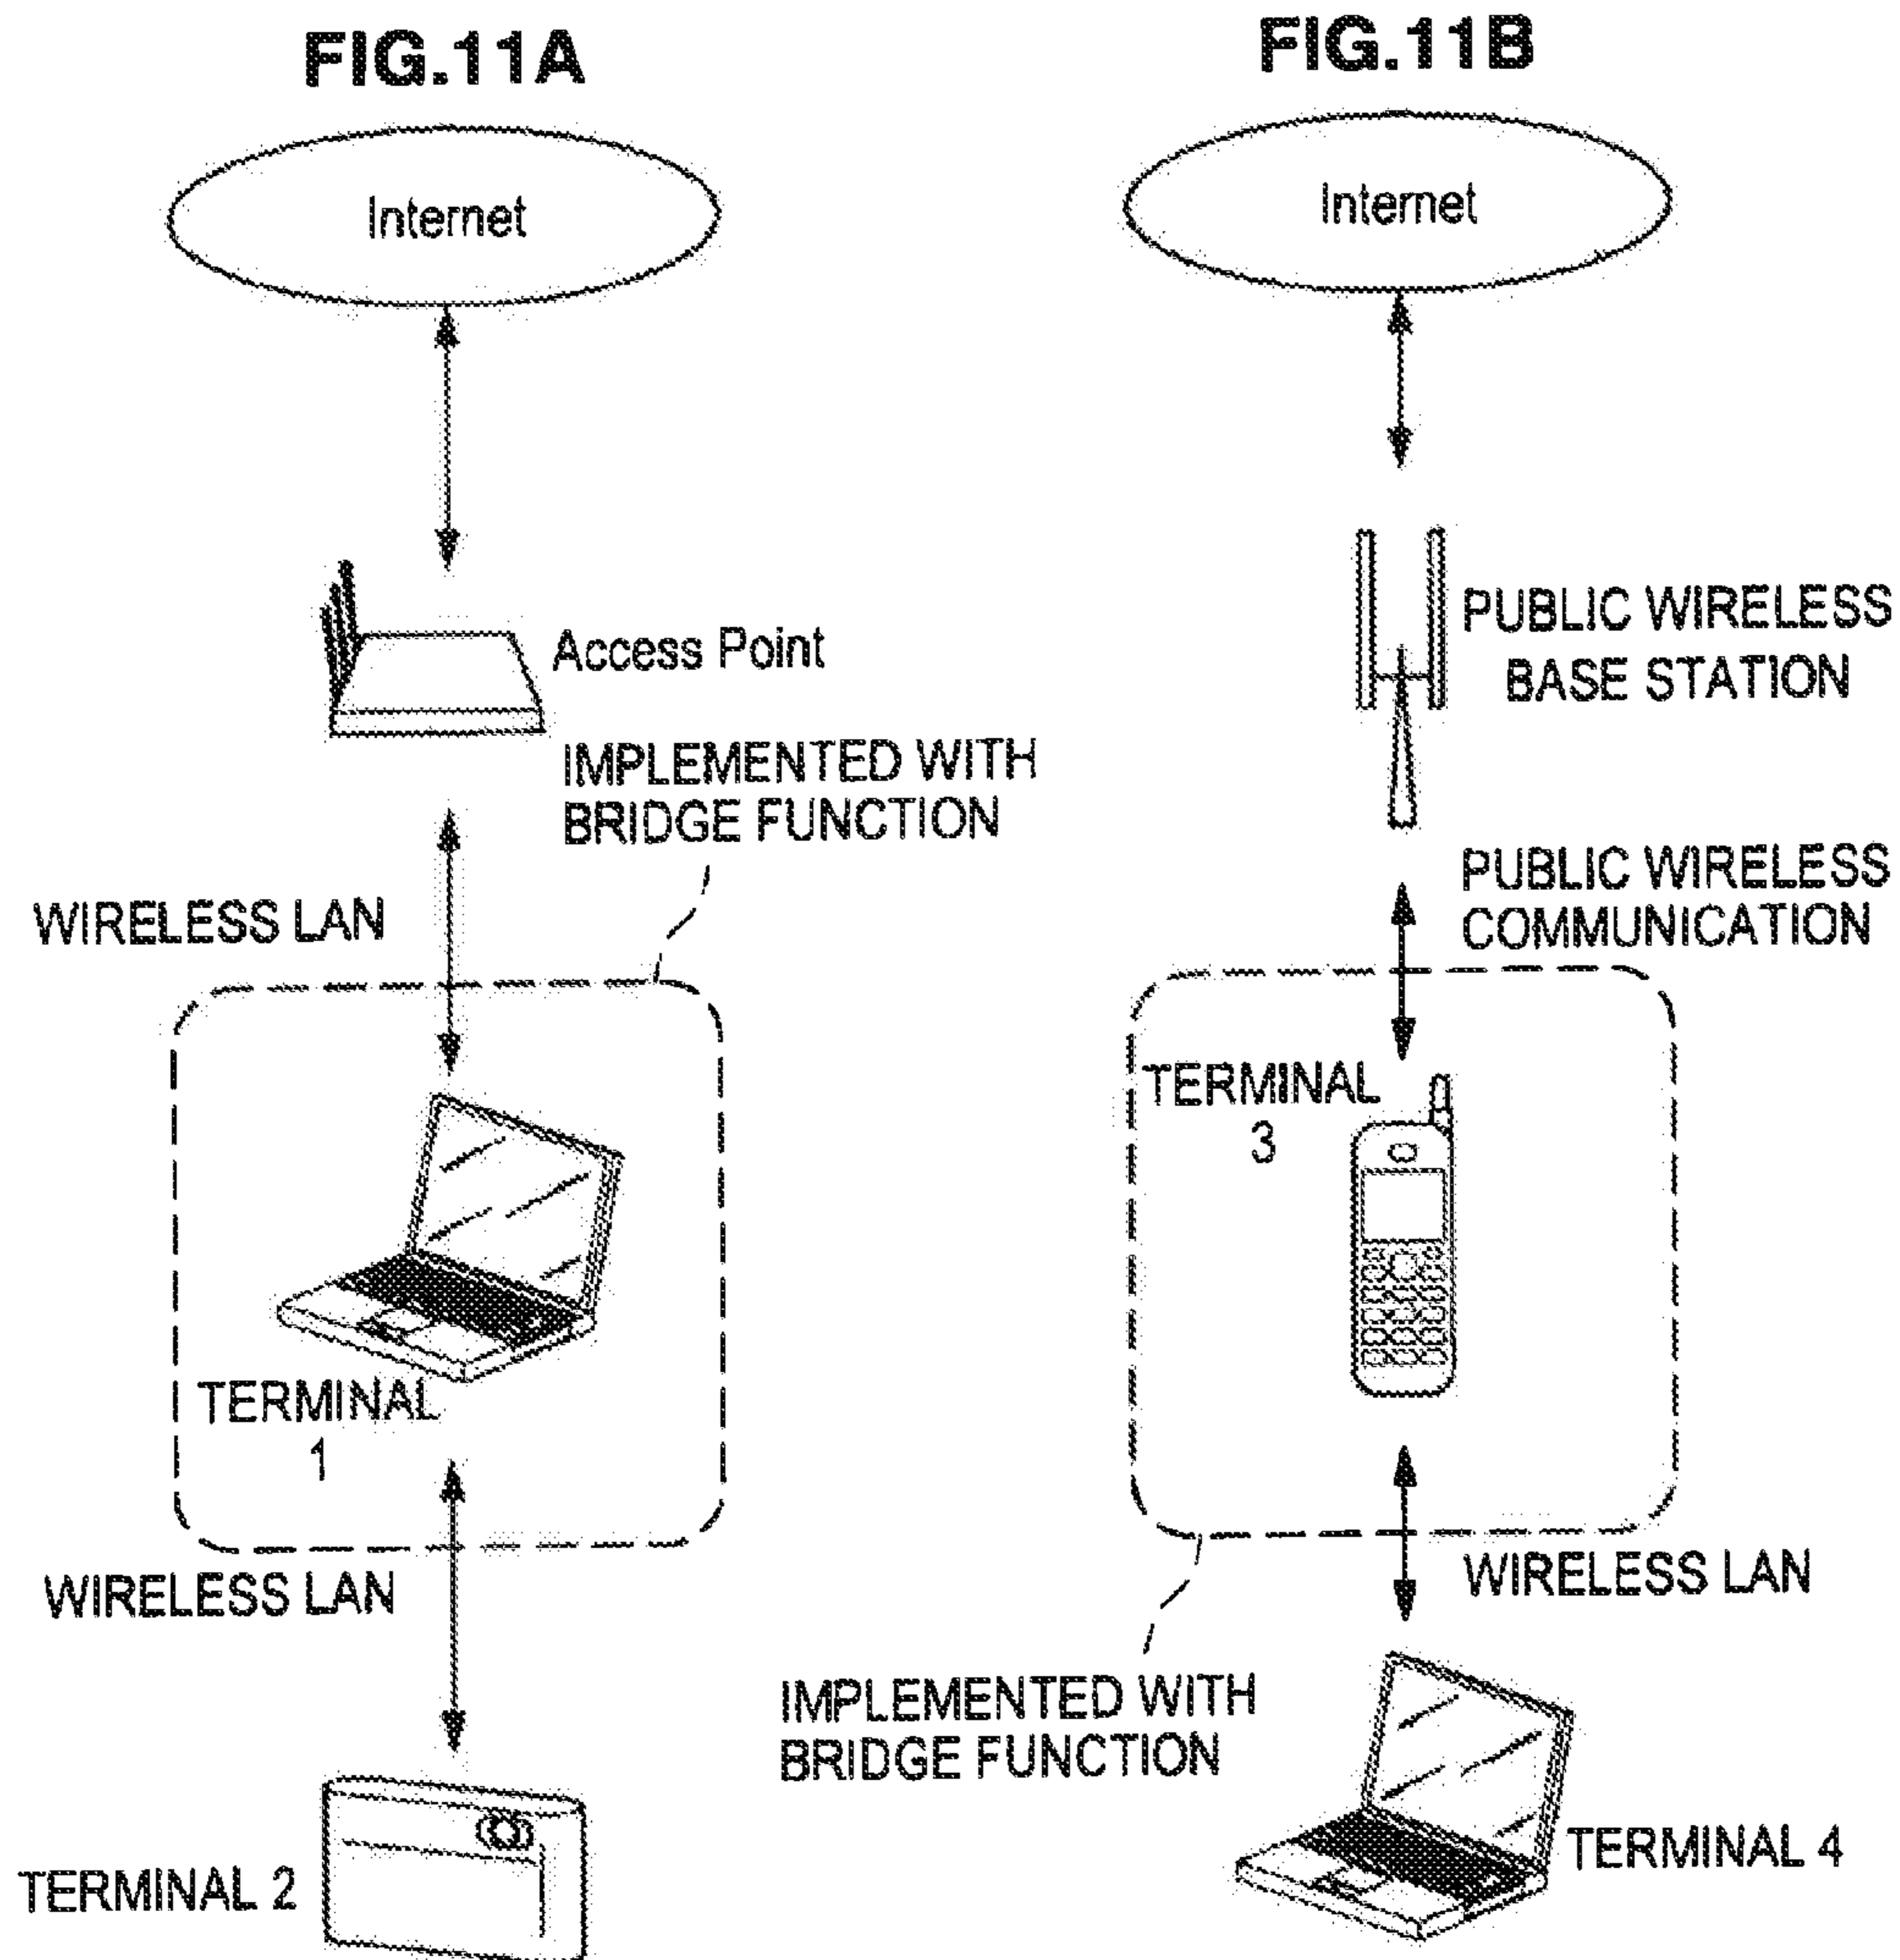 FIG.11A
Internet
Access Point
IMPLEMENTED WITH
BRIDGE FUNCTION
WIRELESS LAN
TERMINAL
1
WIRELESS LAN
TERMINAL 2
FIG.11B
Internet
PUBLIC WIRELESS
BASE STATION
PUBLIC WIRELESS
COMMUNICATION
TERMINAL
3
WIRELESS LAN
IMPLEMENTED WITH
BRIDGE FUNCTION
TERMINAL 4